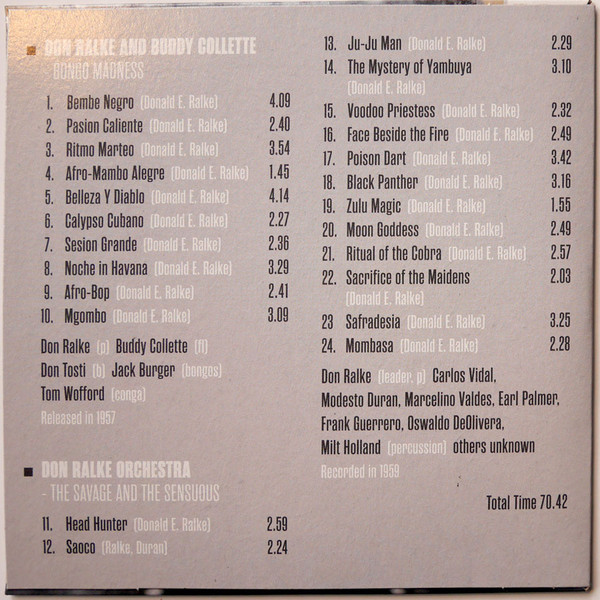 DON RALKE AND BUDDY COLLETTE
BONGO MADNESS
1. Bembe Negro (Donald E. Ralke) 4.09
2. Pasion Caliente (Donald E. Ralke) 2.40
3. Ritmo Marteo (Donald E. Ralke) 3.54
4. Afro-Mambo Alegre (Donald E. Ralke) 1.45
5. Belleza Y Diablo (Donald E. Ralke) 4.14
6. Calypso Cubano (Donald E. Ralke) 2.27
7. Sesion Grande (Donald E. Ralke) 2.36
8. Noche in Havana (Donald E. Ralke) 3.29
9. Afro-Bop (Donald E. Ralke) 2.41
10. Mgombo (Donald E. Ralke) 3.09
Don Ralke (p) Buddy Collette (fl)
Don Tosti (b) Jack Burger (bongos)
Tom Wofford (conga)
Released in 1957
DON RALKE ORCHESTRA
- THE SAVAGE AND THE SENSUOUS
11. Head Hunter (Donald E. Ralke) 2.59
12. Saoco (Ralke, Duran) 2.24
13. Ju-Ju Man (Donald E. Ralke) 2.29
14. The Mystery of Yambuya 3.10
(Donald E. Ralke)
15. Voodoo Priestess (Donald E. Ralke) 2.32
16. Face Beside the Fire (Donald E. Ralke) 2.49
17. Poison Dart (Donald E. Ralke) 3.42
18. Black Panther (Donald E. Ralke) 3.16
19. Zulu Magic (Donald E. Ralke) 1.55
20. Moon Goddess (Donald E. Ralke) 2.49
21. Ritual of the Cobra (Donald E. Ralke) 2.57
22. Sacrifice of the Maidens 2.03
(Donald E. Ralke)
23 Safradesia (Donald E. Ralke) 3.25
24. Mombasa (Donald E. Ralke) 2.28
Don Ralke (leader, p) Carlos Vidal,
Modesto Duran, Marcelino Valdes, Earl Palmer,
Frank Guerrero, Oswaldo DeOlivera,
Milt Holland (percussion) others unknown
Recorded in 1959
Total Time 70.42